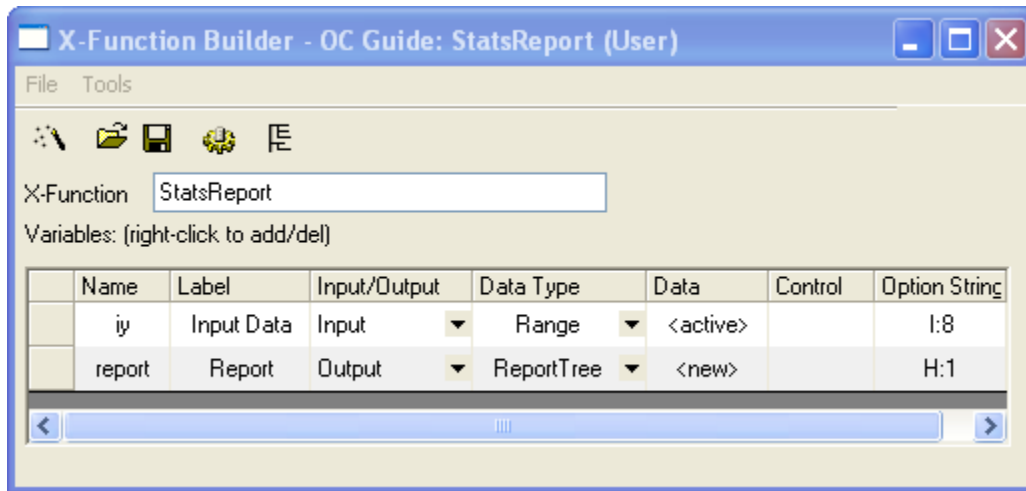 X-Function Builder - OC Guide: StatsReport (User)
File Tools
X-Function StatsReport
Variables: (right-click to add/del)
Name Label Input/Output Data Type Data Control Option String
iy Input Data Input Range <active> I:8
report Report Output ReportTree <new> H:1